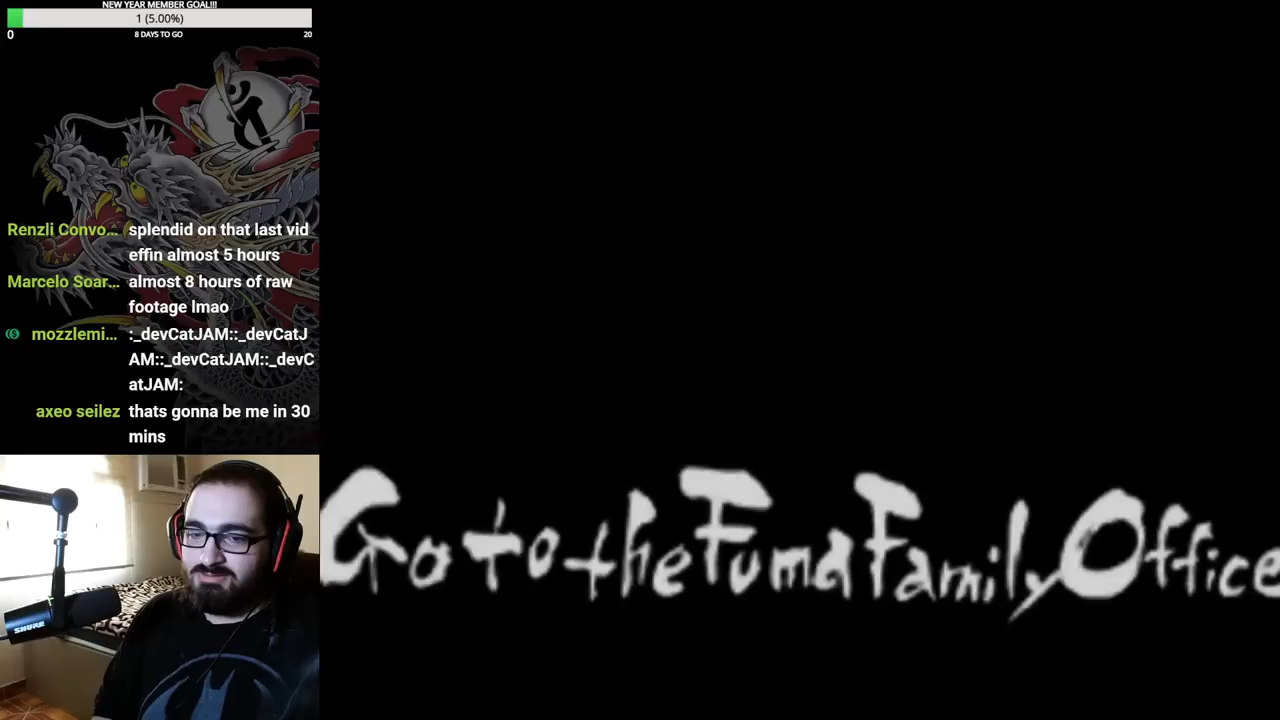 NEW YEAR MEMBER GOAL!!!
1 (5.00%)
0
8 DAYS TO GO
20
Renzli Convo... splendid on that last vid
effin almost 5 hours
Marcelo Soar... almost 8 hours of raw
footage lmao
mozzlemi... :_devCatJAM::_devCatJ
AM::_devCatJAM::_devC
atJAM:
axeo seilez thats gonna be me in 30
mins
SHURE
Go to the Fuma Family Office